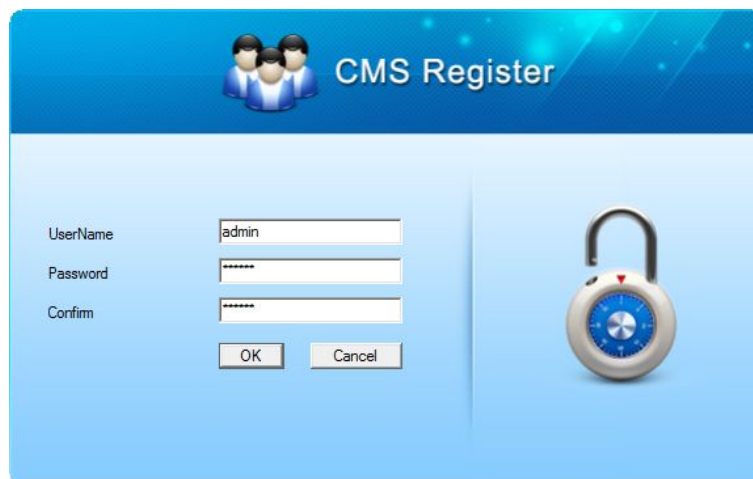 CMS Register
UserName admin
Password ******
Confirm ******
OK Cancel